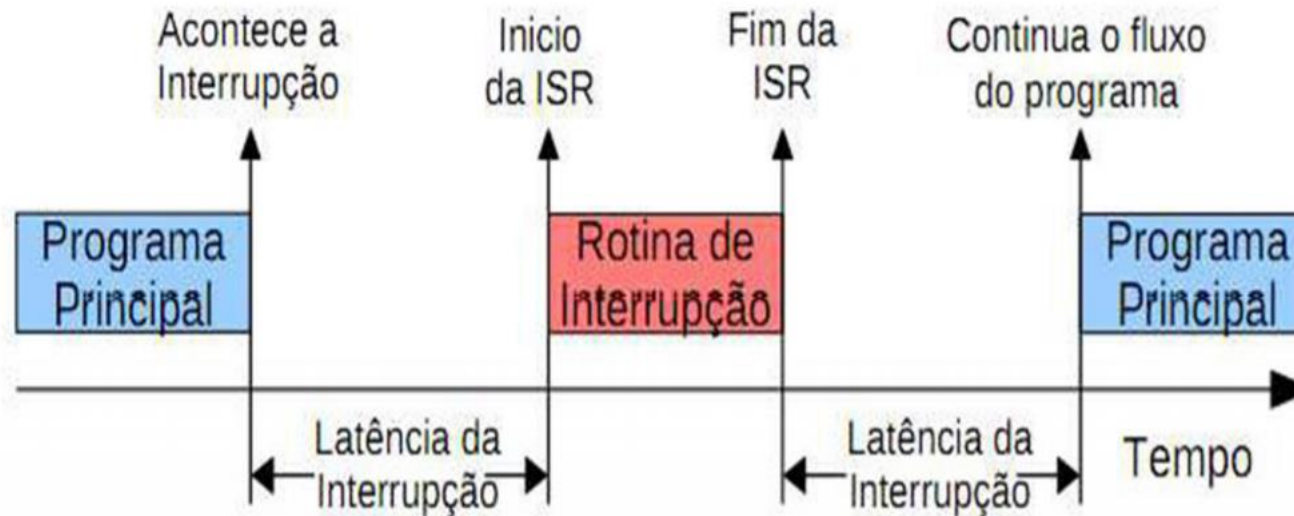 Acontece a
Interrupção
Inicio
da ISR
Fim da
ISR
Continua o fluxo
do programa
Programa
Principal
Rotina de
Interrupção
Programa
Principal
Latência da
Interrupção
Latência da
Interrupção
Tempo